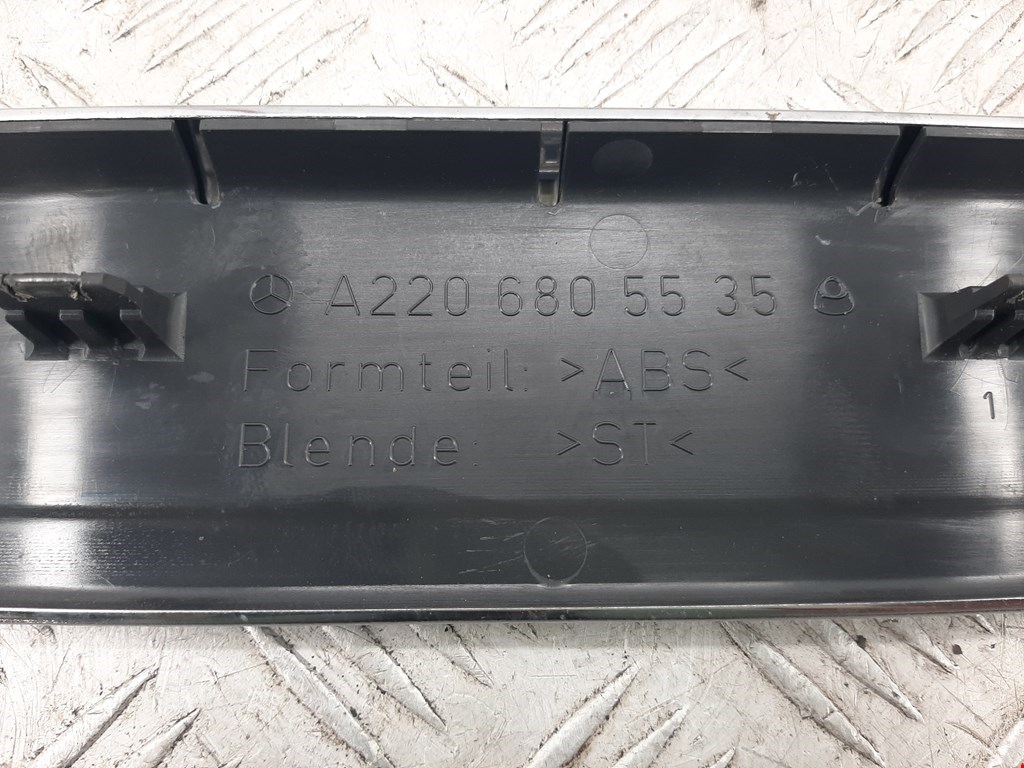 A220 680 55 35
Formteil: >ABS<
Blende: >ST<
1